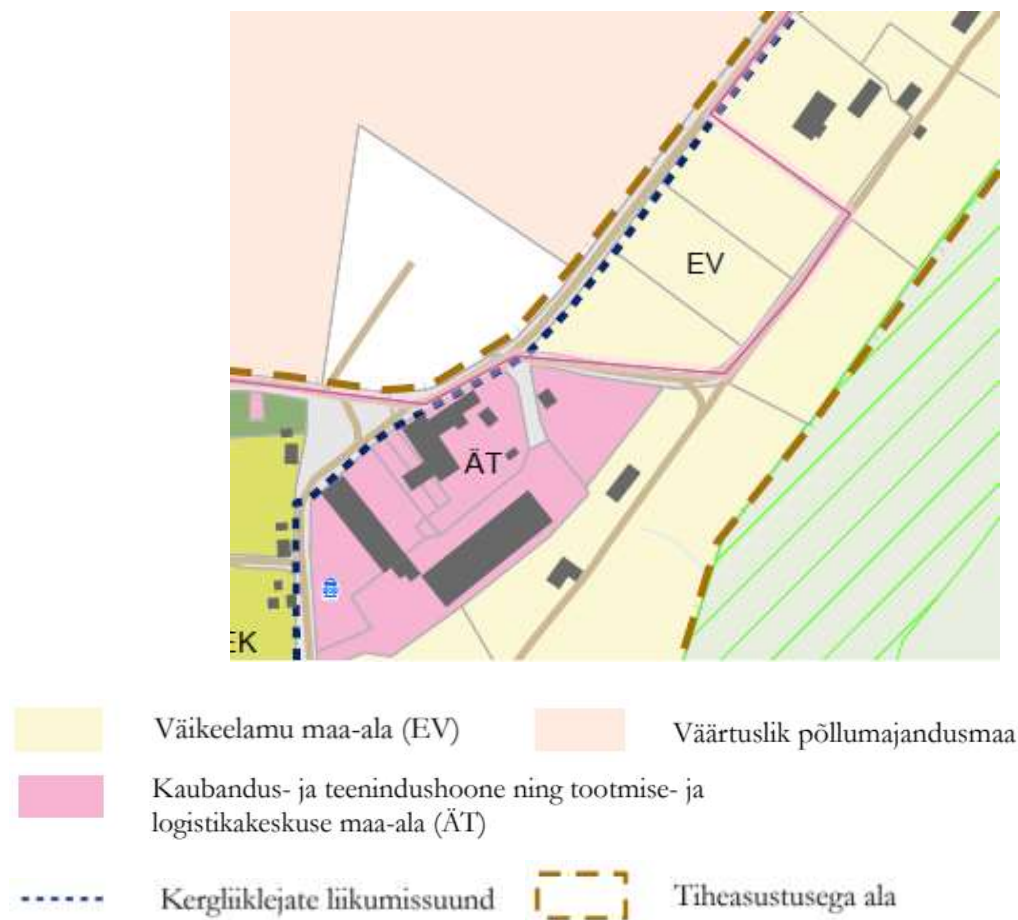 EV
ÄT
EK
Väikeelamu maa-ala (EV)
Väärtuslik põllumajandusmaa
Kaubandus- ja teenindushoone ning tootmise- ja
logistikakeskuse maa-ala (ÄT)
Kergliiklejate liikumissuund
Tiheasustusega ala